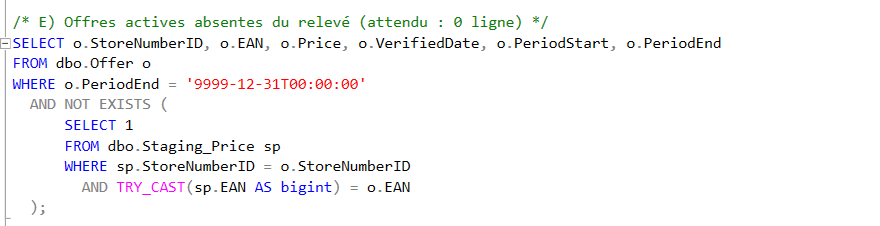 /* E) Offres actives absentes du relevé (attendu : 0 ligne) */
SELECT o.StoreNumberID, o.EAN, o.Price, o.VerifiedDate, o.PeriodStart, o.PeriodEnd
FROM dbo.Offer o
WHERE o.PeriodEnd = '9999-12-31T00:00:00'
  AND NOT EXISTS (
      SELECT 1
      FROM dbo.Staging_Price sp
      WHERE sp.StoreNumberID = o.StoreNumberID
        AND TRY_CAST(sp.EAN AS bigint) = o.EAN
  );